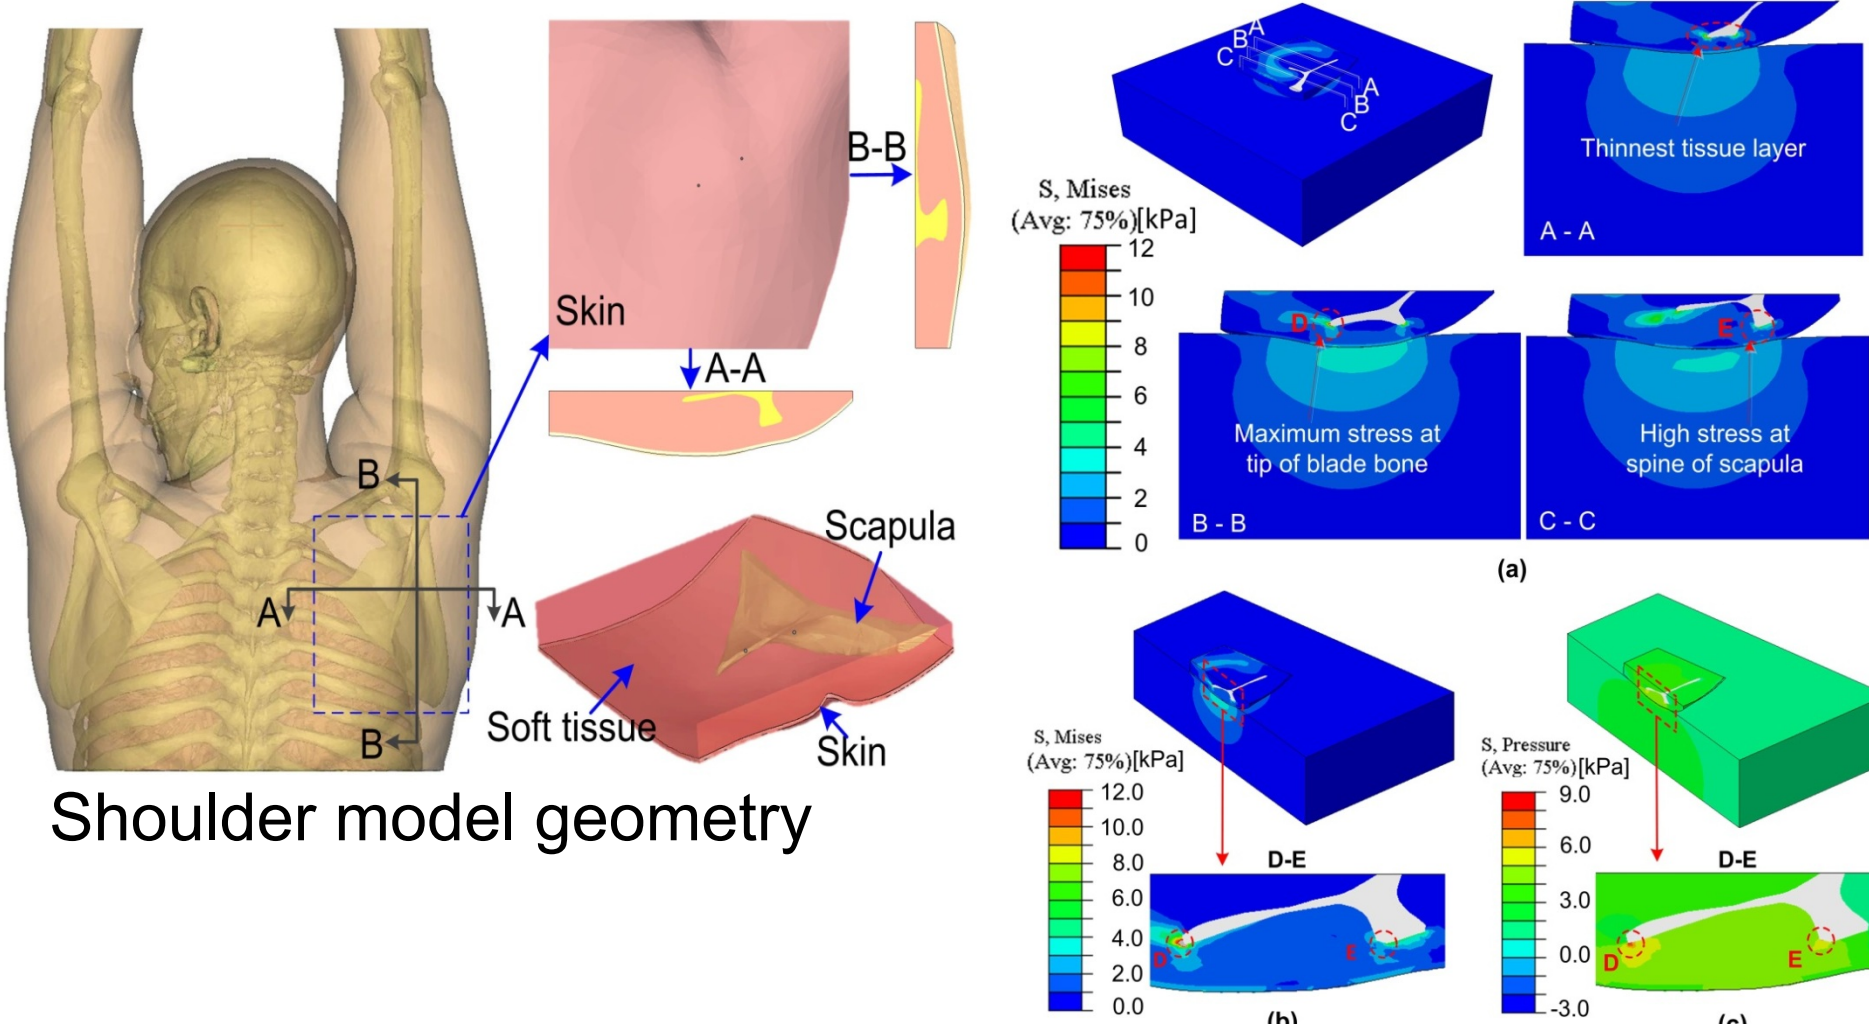 B-B
Skin
A-A
B
Scapula
A
A
Soft tissue
B
Skin
Shoulder model geometry
A
B
C
A
B
C
Thinnest tissue layer
A - A
S, Mises
(Avg: 75%)[kPa]
12
10
8
6
4
2
0
D
Maximum stress at
tip of blade bone
B - B
E
High stress at
spine of scapula
C - C
(a)
S, Mises
(Avg: 75%)[kPa]
12.0
10.0
8.0
6.0
4.0
2.0
0.0
D-E
D
E
(b)
S, Pressure
(Avg: 75%)[kPa]
9.0
6.0
3.0
0.0
-3.0
D-E
D
E
(c)